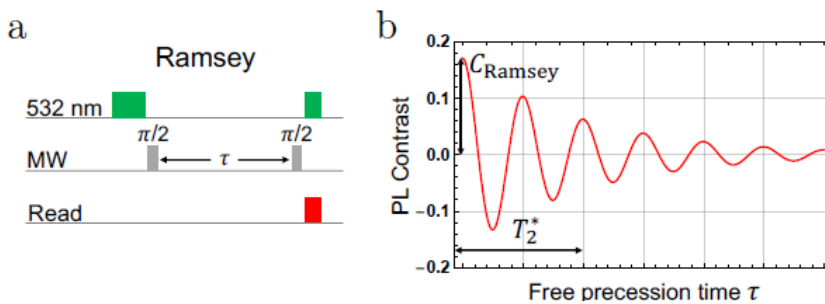 a
Ramsey
532 nm
π/2
π/2
MW
τ
Read
b
0.2
0.1
0.0
−0.1
−0.2
PL Contrast
C_Ramsey
T₂*
Free precession time τ